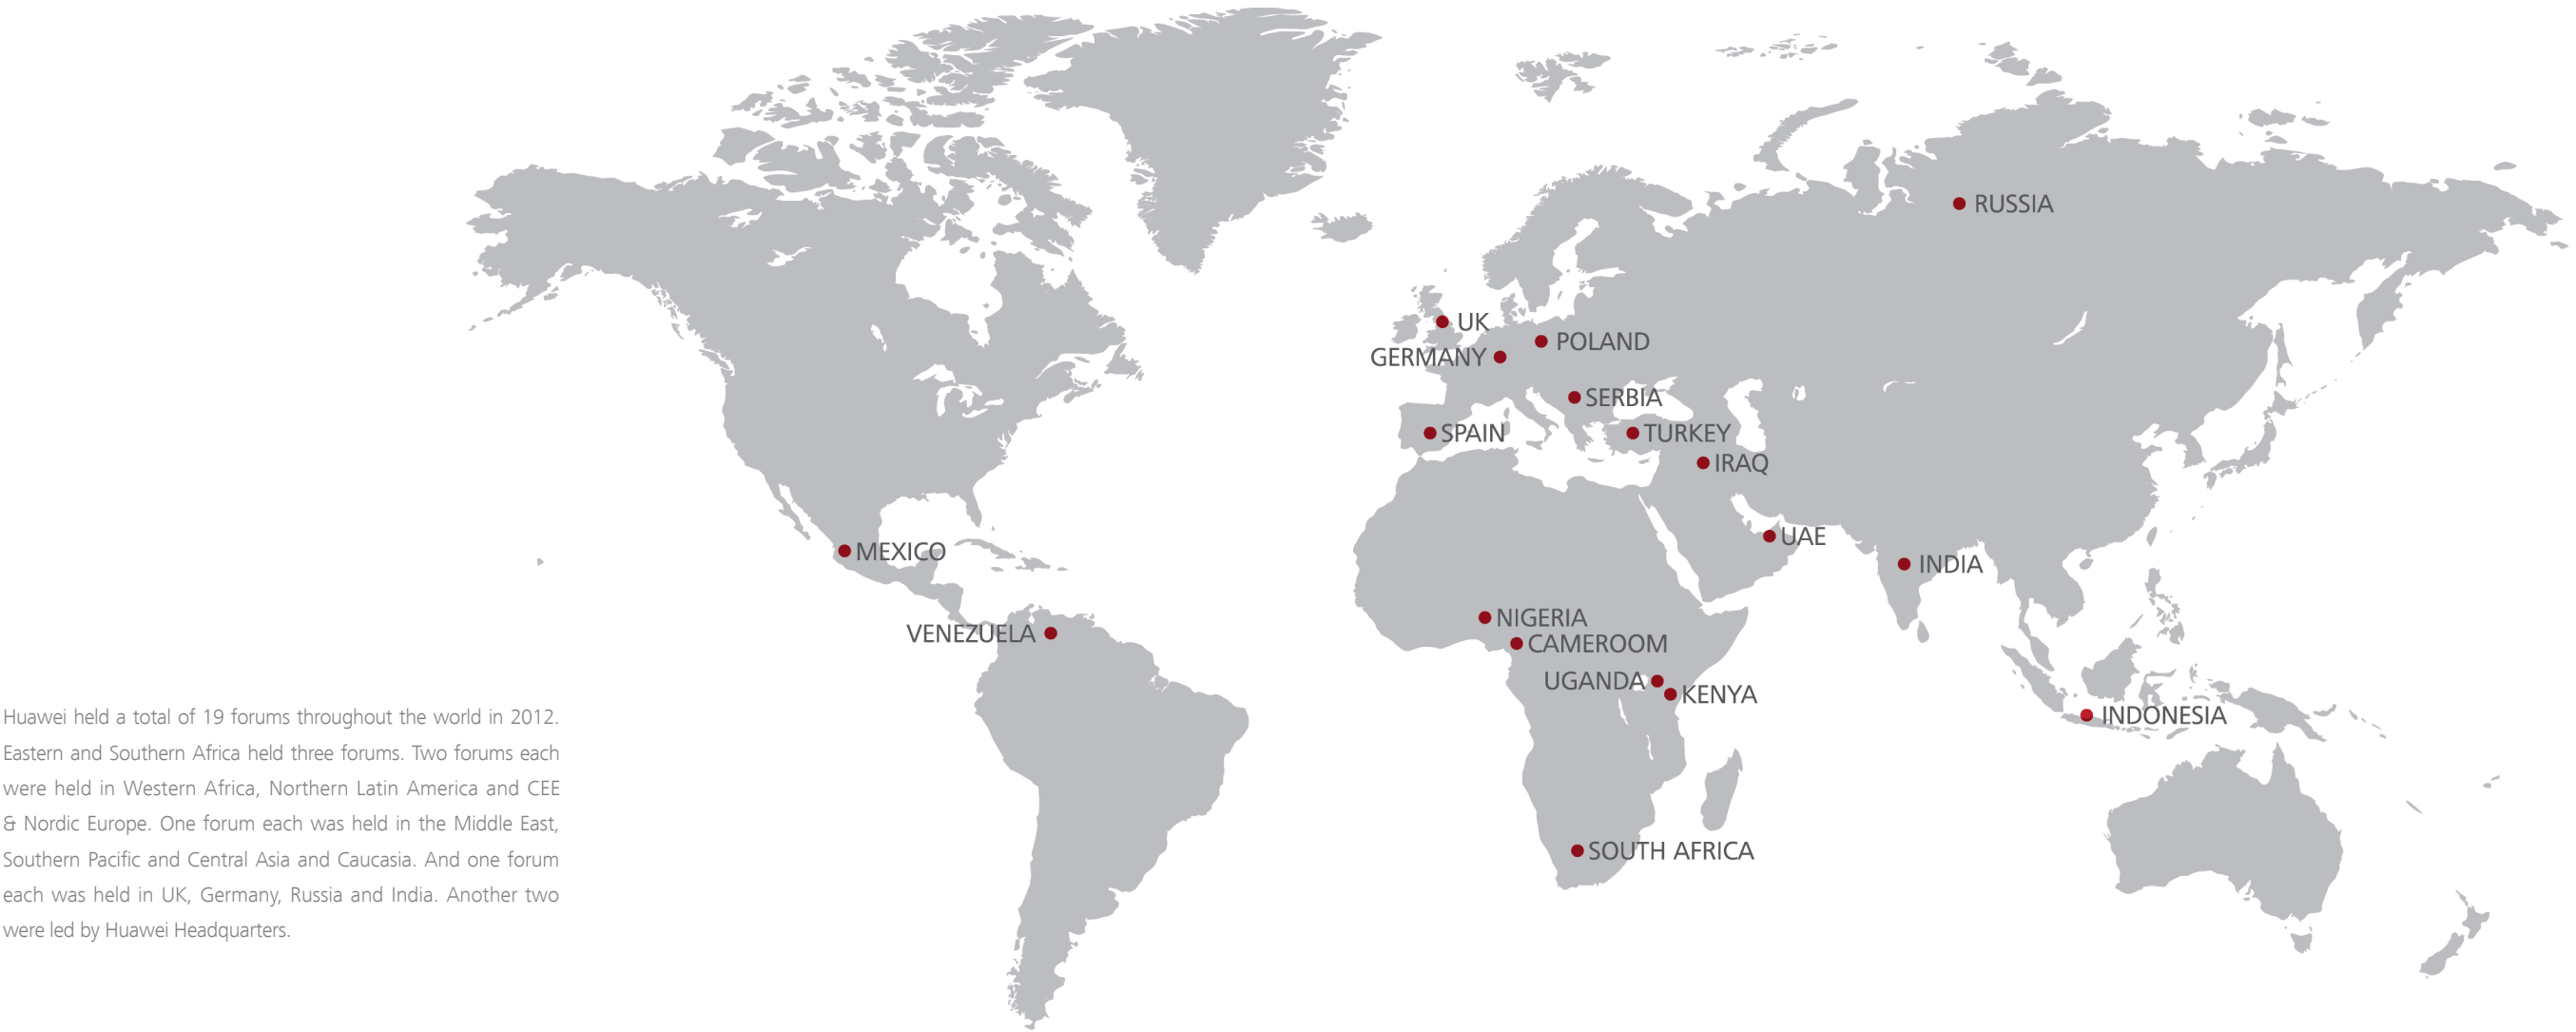 RUSSIA
UK
POLAND
GERMANY
SERBIA
SPAIN
TURKEY
IRAQ
UAE
MEXICO
INDIA
NIGERIA
VENEZUELA
CAMEROOM
UGANDA
KENYA
INDONESIA
SOUTH AFRICA
Huawei held a total of 19 forums throughout the world in 2012.
Eastern and Southern Africa held three forums. Two forums each
were held in Western Africa, Northern Latin America and CEE
& Nordic Europe. One forum each was held in the Middle East,
Southern Pacific and Central Asia and Caucasia. And one forum
each was held in UK, Germany, Russia and India. Another two
were led by Huawei Headquarters.